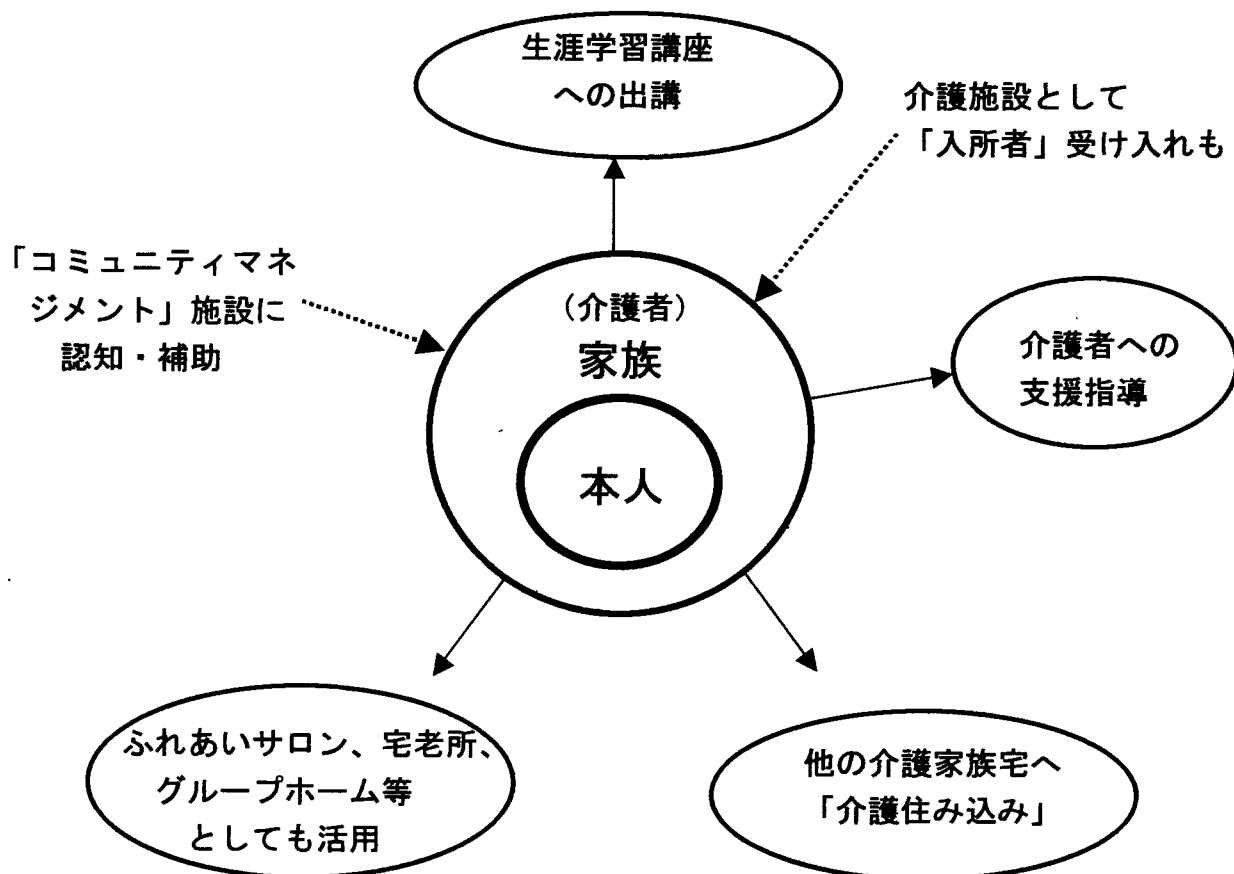 生涯学習講座
への出講
介護施設として
「入所者」受け入れも
「コミュニティマネ
ジメント」施設に
認知・補助
(介護者)
家族
本人
介護者への
支援指導
ふれあいサロン、宅老所、
グループホーム等
としても活用
他の介護家族宅へ
「介護住み込み」